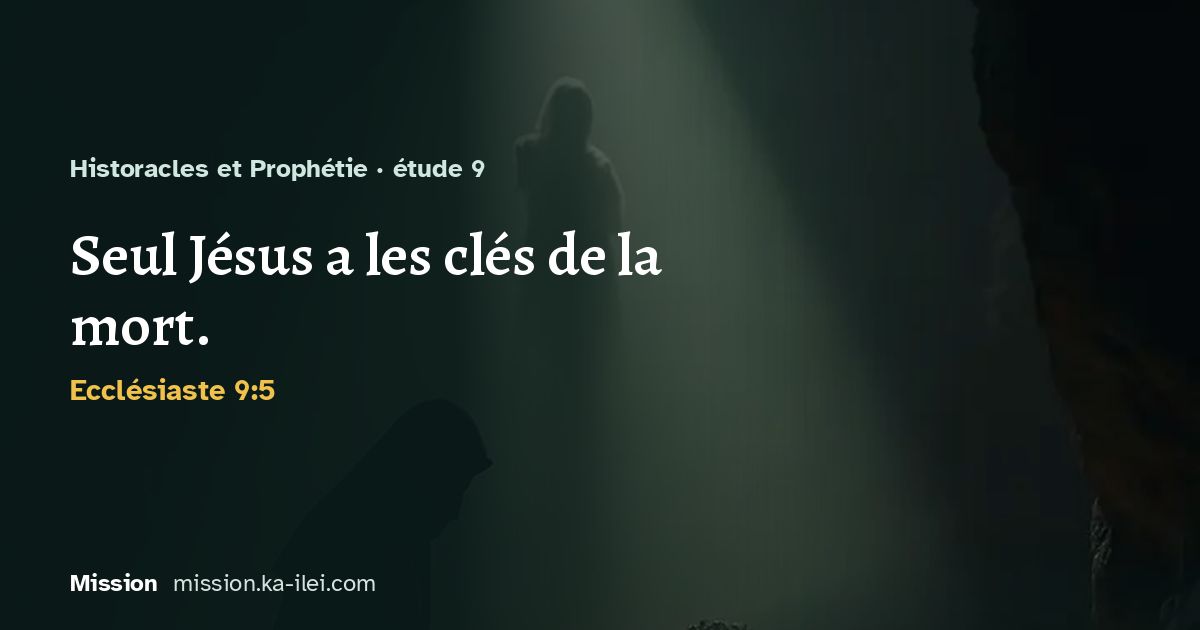 Historacles et Prophétie · étude 9
Seul Jésus a les clés de la
mort.
Ecclésiaste 9:5
Mission mission.ka-ilei.com